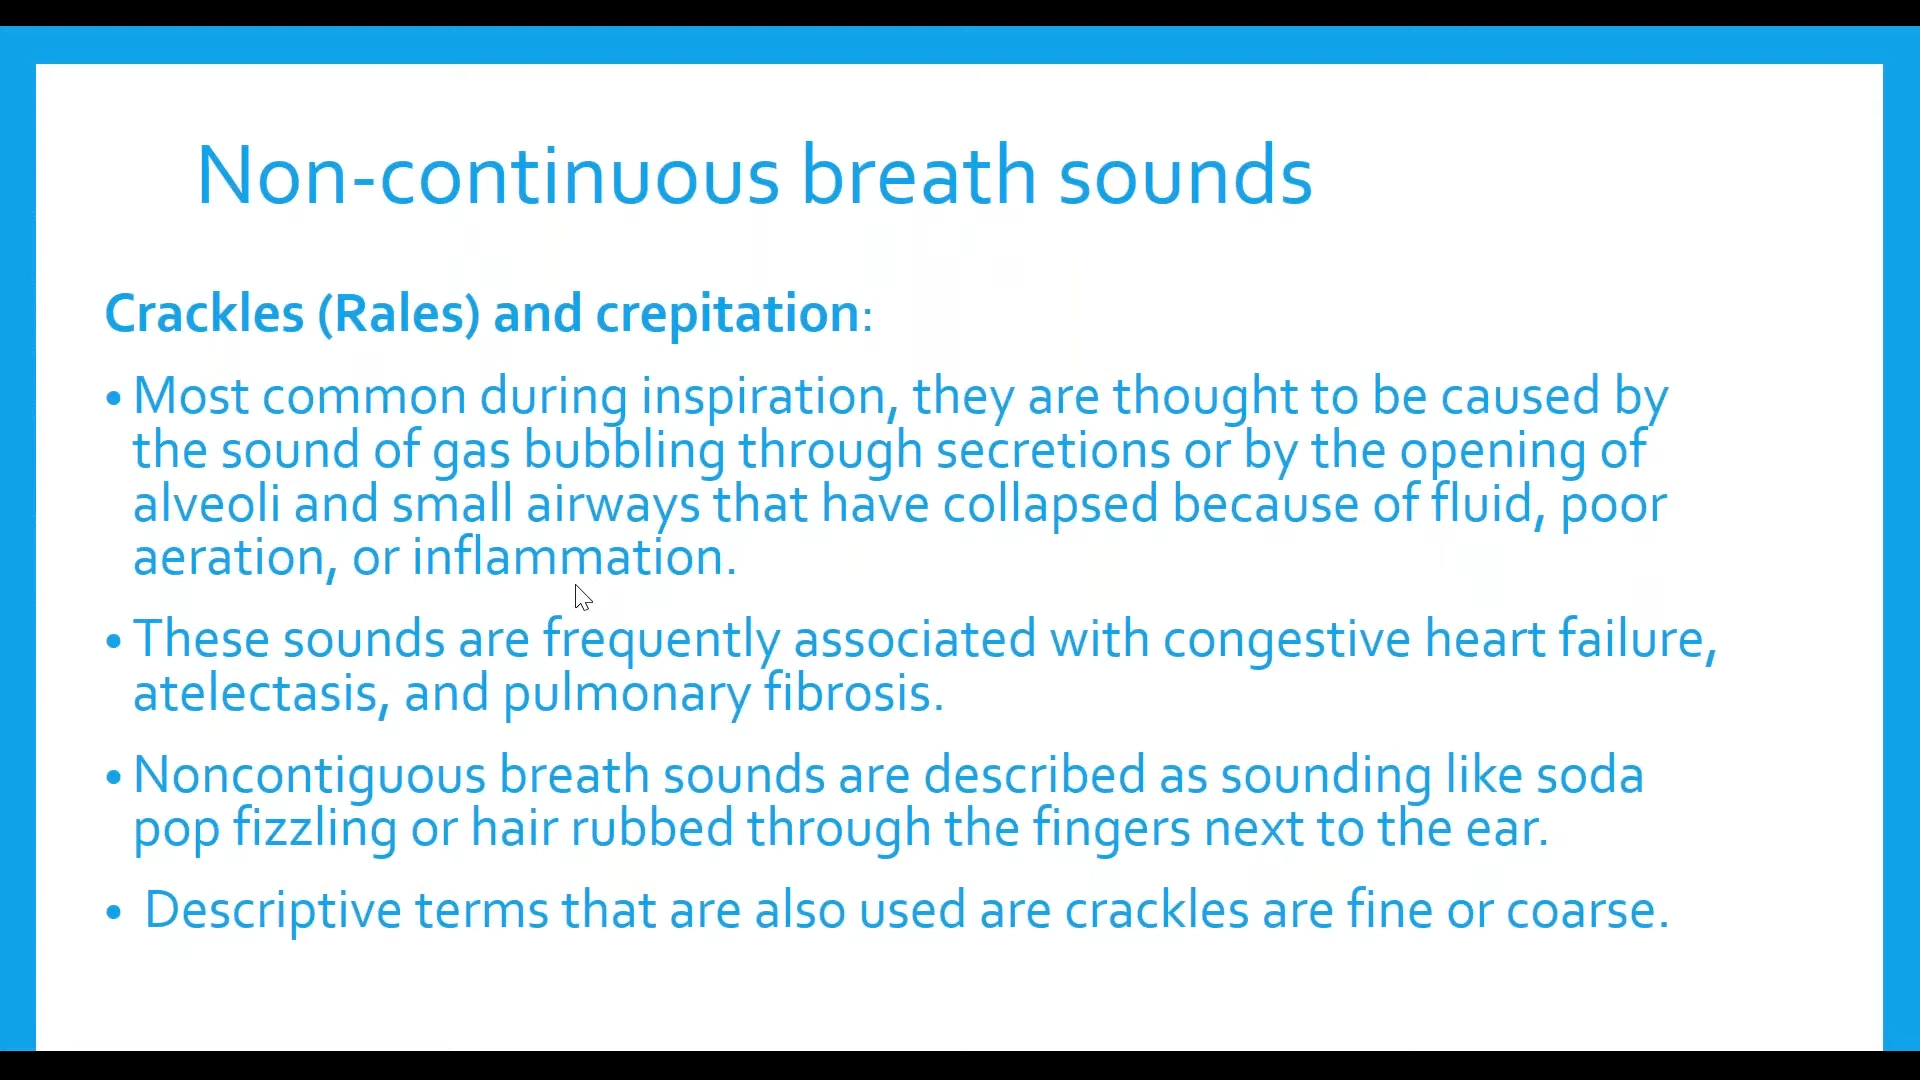 Non-continuous breath sounds
Crackles (Rales) and crepitation:
• Most common during inspiration, they are thought to be caused by
the sound of gas bubbling through secretions or by the opening of
alveoli and small airways that have collapsed because of fluid, poor
aeration, or inflammation.
• These sounds are frequently associated with congestive heart failure,
atelectasis, and pulmonary fibrosis.
• Noncontiguous breath sounds are described as sounding like soda
pop fizzling or hair rubbed through the fingers next to the ear.
• Descriptive terms that are also used are crackles are fine or coarse.